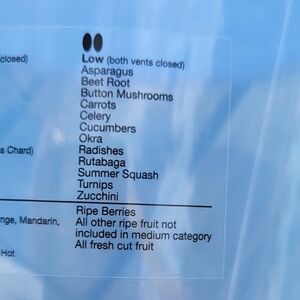 closed)
Low (both vents closed)
Asparagus
Beet Root
Button Mushrooms
Carrots
Celery
Cucumbers
Okra
s Chard) Radishes
Rutabaga
Summer Squash
Turnips
Zucchini
Ripe Berries
nge, Mandarin, All other ripe fruit not
included in medium category
Hot All fresh cut fruit